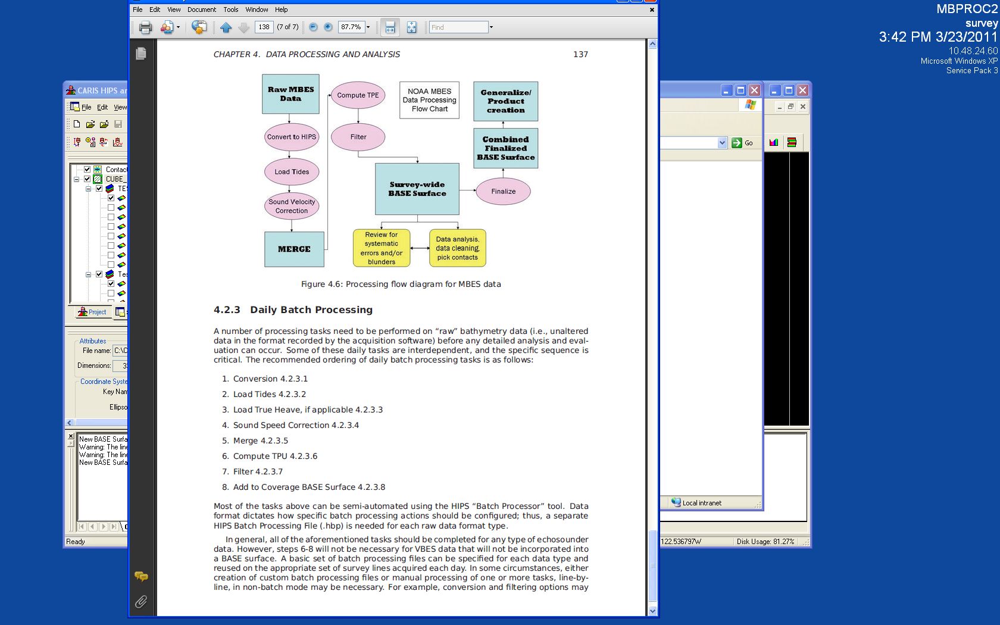 MBPROC2
survey
3:42 PM 3/23/2011
10.48.24.60
Microsoft Windows XP
Service Pack 3
File Edit View Document Tools Window Help
138 (7 of 7) 87.7% Find
CHAPTER 4. DATA PROCESSING AND ANALYSIS 137
Raw MBES
Data
Convert to HIPS
Load Tides
Sound Velocity
Correction
MERGE
Compute TPE
Filter
NOAA MBES
Data Processing
Flow Chart
Generalize/
Product
creation
Combined
Finalized
BASE Surface
Survey-wide
BASE Surface
Finalize
Review for
systematic
errors and/or
blunders
Data analysis,
data cleaning,
pick contacts
Figure 4.6: Processing flow diagram for MBES data
4.2.3 Daily Batch Processing
A number of processing tasks need to be performed on “raw” bathymetry data (i.e., unaltered
data in the format recorded by the acquisition software) before any detailed analysis and eval-
uation can occur. Some of these daily tasks are interdependent, and the specific sequence is
critical. The recommended ordering of daily batch processing tasks is as follows:
1. Conversion 4.2.3.1
2. Load Tides 4.2.3.2
3. Load True Heave, if applicable 4.2.3.3
4. Sound Speed Correction 4.2.3.4
5. Merge 4.2.3.5
6. Compute TPU 4.2.3.6
7. Filter 4.2.3.7
8. Add to Coverage BASE Surface 4.2.3.8
Most of the tasks above can be semi-automated using the HIPS “Batch Processor” tool. Data
format dictates how specific batch processing actions should be configured; thus, a separate
HIPS Batch Processing File (.hbp) is needed for each raw data format type.
In general, all of the aforementioned tasks should be completed for any type of echosounder
data. However, steps 6-8 will not be necessary for VBES data that will not be incorporated into
a BASE surface. A basic set of batch processing files can be specified for each data type and
reused on the appropriate set of survey lines acquired each day. In some circumstances, either
creation of custom batch processing files or manual processing of one or more tasks, line-by-
line, in non-batch mode may be necessary. For example, conversion and filtering options may
CARIS HIPS ar
File Edit View
Contac
CUBE_
TES
Tes
Project
Attributes
File name: C:\C
Dimensions: 3
Coordinate Syste
Key Nam
Ellipso
New BASE Surfa
Warning: The line
Warning: The line
New BASE Surfa
Ready
Go
Local intranet
122.536797W Disk Usage: 81.27%